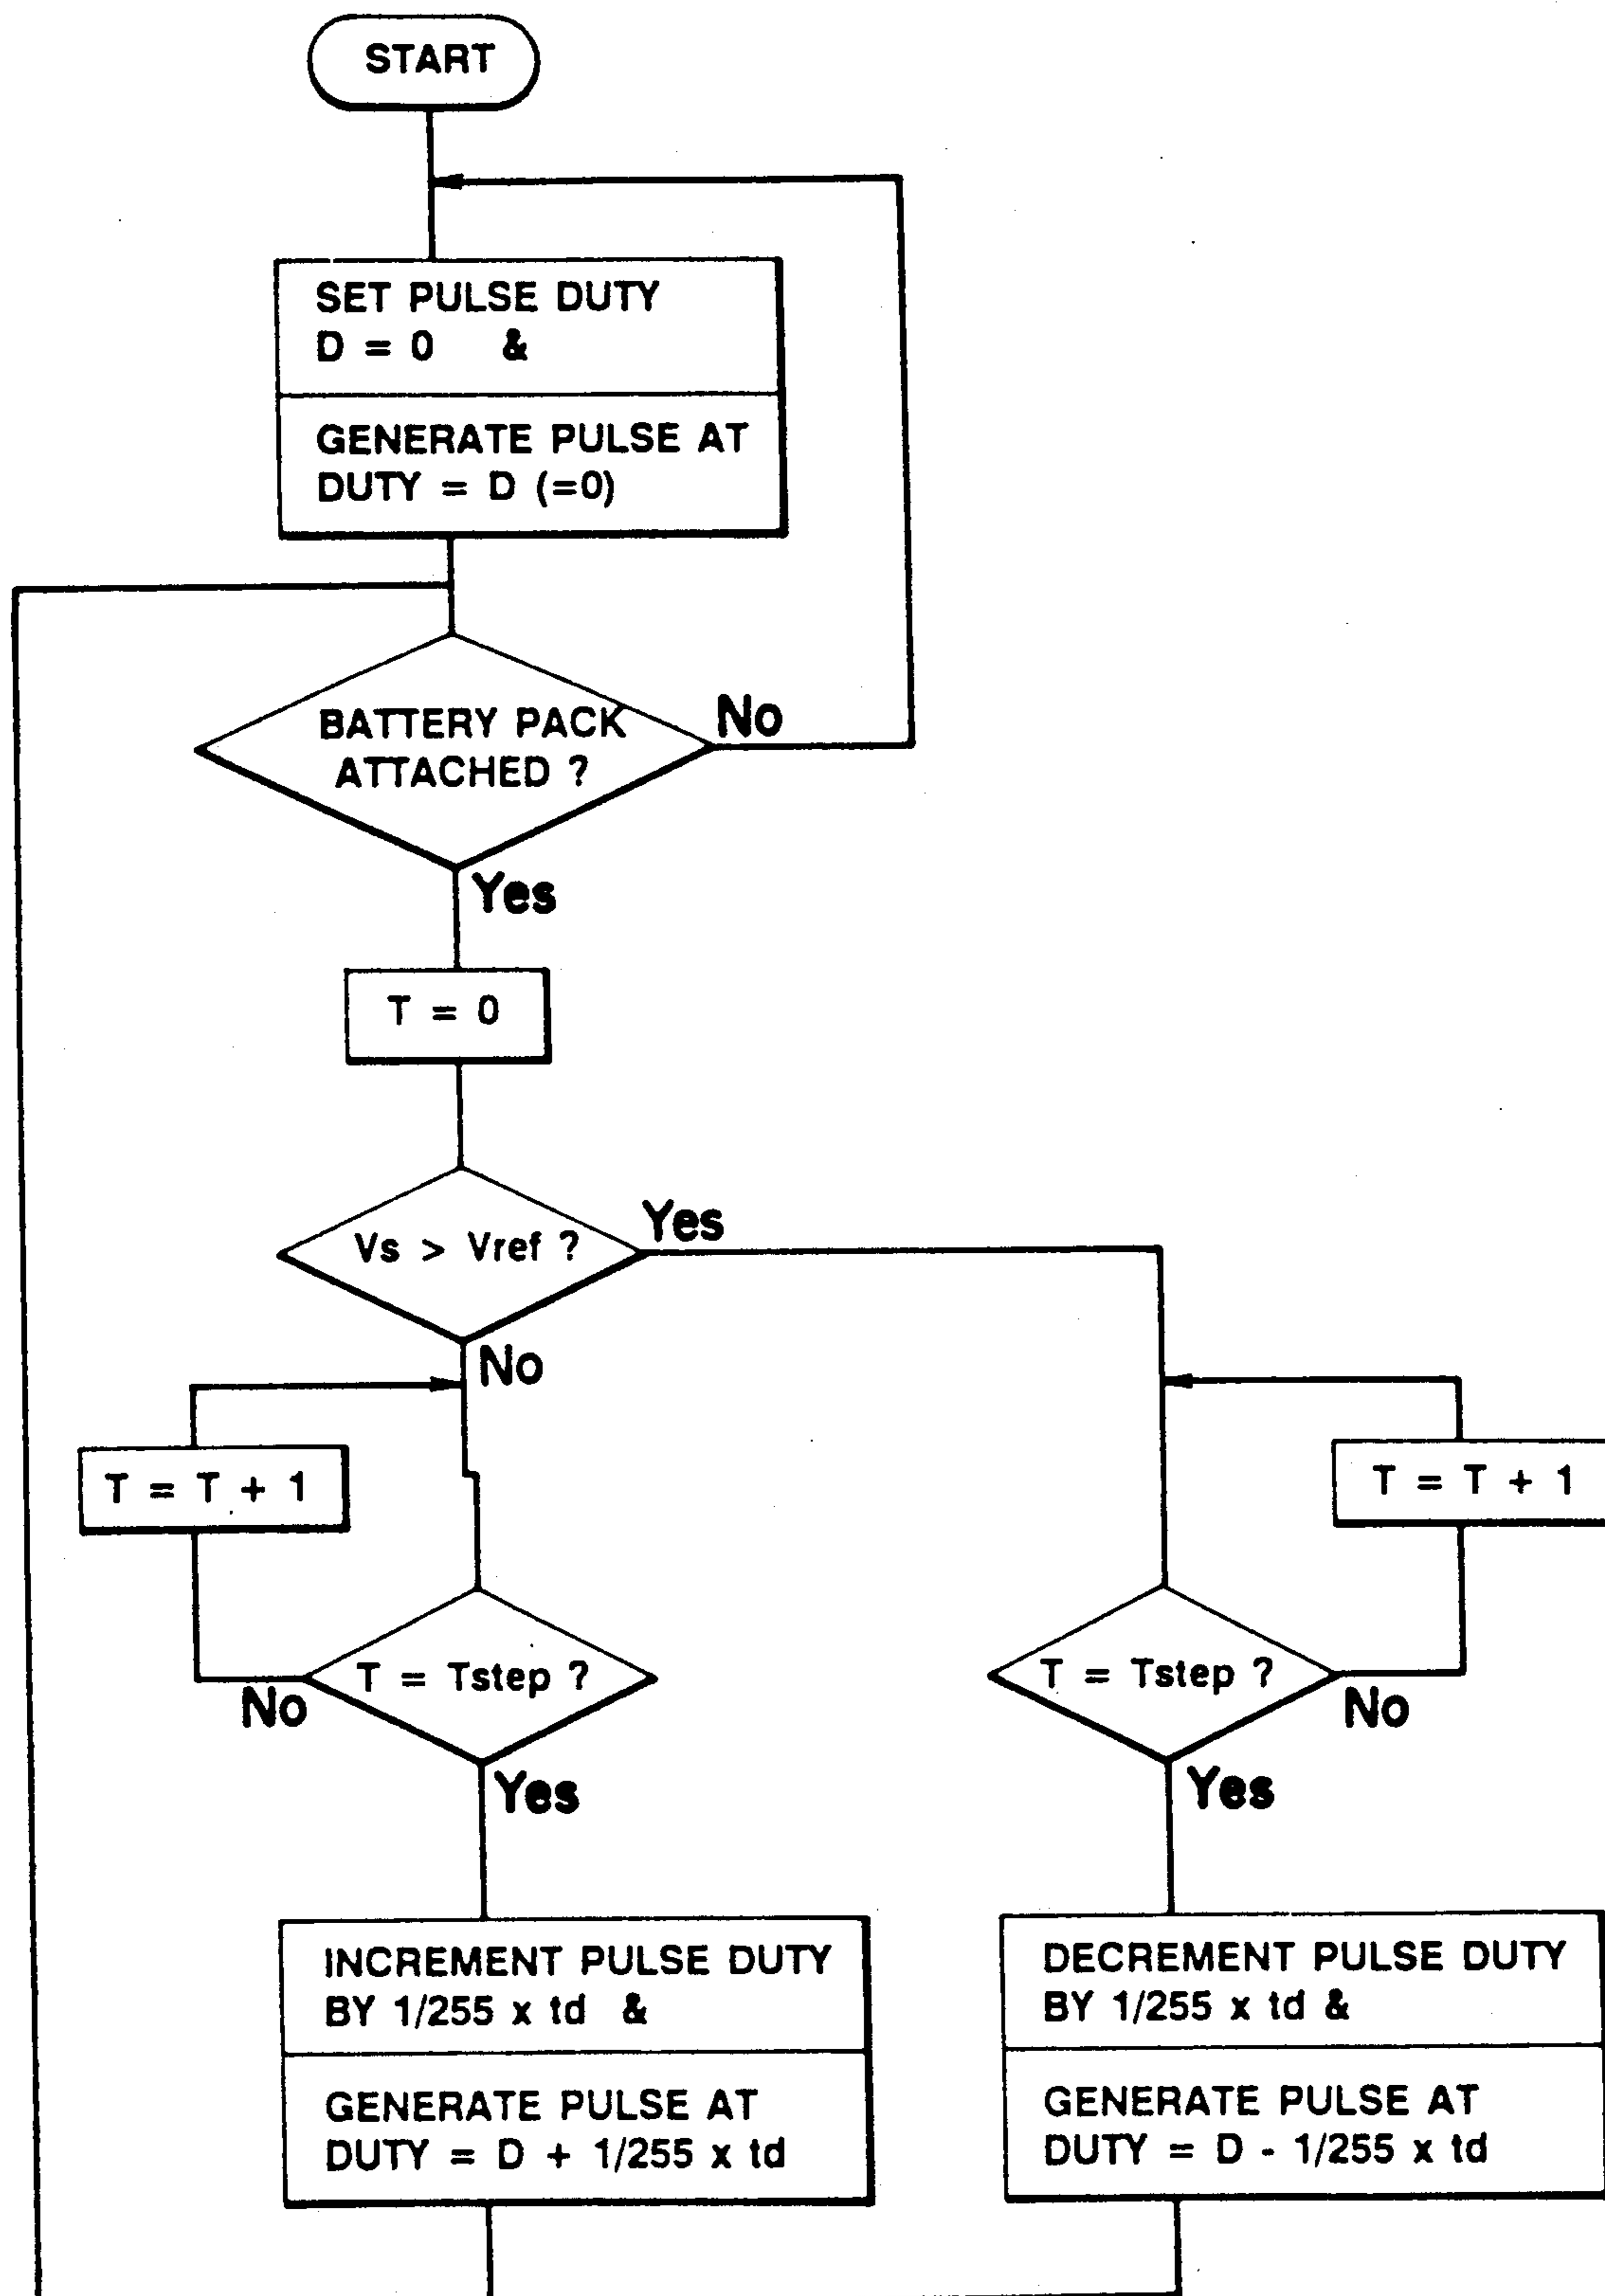 START
SET PULSE DUTY
D = 0 &
GENERATE PULSE AT
DUTY = D (=0)
BATTERY PACK
ATTACHED ?
No
Yes
T = 0
Vs > Vref ?
Yes
No
T = T + 1
T = T + 1
T = Tstep ?
No
Yes
T = Tstep ?
No
Yes
INCREMENT PULSE DUTY
BY 1/255 x td &
GENERATE PULSE AT
DUTY = D + 1/255 x td
DECREMENT PULSE DUTY
BY 1/255 x td &
GENERATE PULSE AT
DUTY = D - 1/255 x td